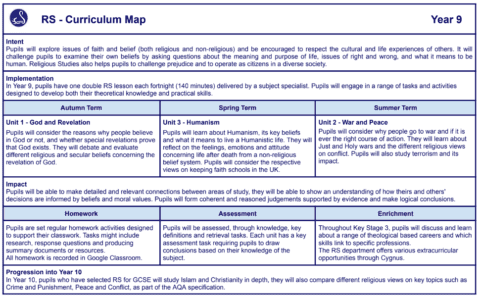 RS - Curriculum Map
Year 9
Intent
Pupils will explore issues of faith and belief (both religious and non-religious) and be encouraged to respect the cultural and life experiences of others. It will
challenge pupils to examine their own beliefs by asking questions about the meaning and purpose of life, issues of right and wrong, and what it means to be
human. Religious Studies also helps pupils to challenge prejudice and to operate as citizens in a diverse society.
Implementation
In Year 9, pupils have one double RS lesson each fortnight (140 minutes) delivered by a subject specialist. Pupils will engage in a range of tasks and activities
designed to develop both their theoretical knowledge and practical skills.
Autumn Term
Spring Term
Summer Term
Unit 1 - God and Revelation
Pupils will consider the reasons why people believe
in God or not, and whether special revelations prove
that God exists. They will debate and evaluate
different religious and secular beliefs concerning the
revelation of God.
Unit 3 - Humanism
Pupils will learn about Humanism, its key beliefs
and what it means to live a Humanistic life. They will
reflect on the feelings, emotions and attitude
concerning life after death from a non-religious
belief system. Pupils will consider the respective
views on keeping faith schools in the UK.
Unit 2 - War and Peace
Pupils will consider why people go to war and if it is
ever the right course of action. They will learn about
Just and Holy wars and the different religious views
on conflict. Pupils will also study terrorism and its
impact.
Impact
Pupils will be able to make detailed and relevant connections between areas of study, they will be able to show an understanding of how theirs and others'
decisions are informed by beliefs and moral values. Pupils will form coherent and reasoned judgements supported by evidence and make logical conclusions.
Homework
Assessment
Enrichment
Pupils are set regular homework activities designed
to support their classwork. Tasks might include
research, response questions and producing
summary documents or resources.
All homework is recorded in Google Classroom.
Pupils will be assessed, through knowledge, key
definitions and retrieval tasks. Each unit has a key
assessment task requiring pupils to draw
conclusions based on their knowledge of the
subject.
Throughout Key Stage 3, pupils will discuss and learn
about a range of theological based careers and which
skills link to specific professions.
The RS department offers various extracurricular
opportunities through Cygnus.
Progression into Year 10
In Year 10, pupils who have selected RS for GCSE will study Islam and Christianity in depth, they will also compare different religious views on key topics such as
Crime and Punishment, Peace and Conflict, as part of the AQA specification.